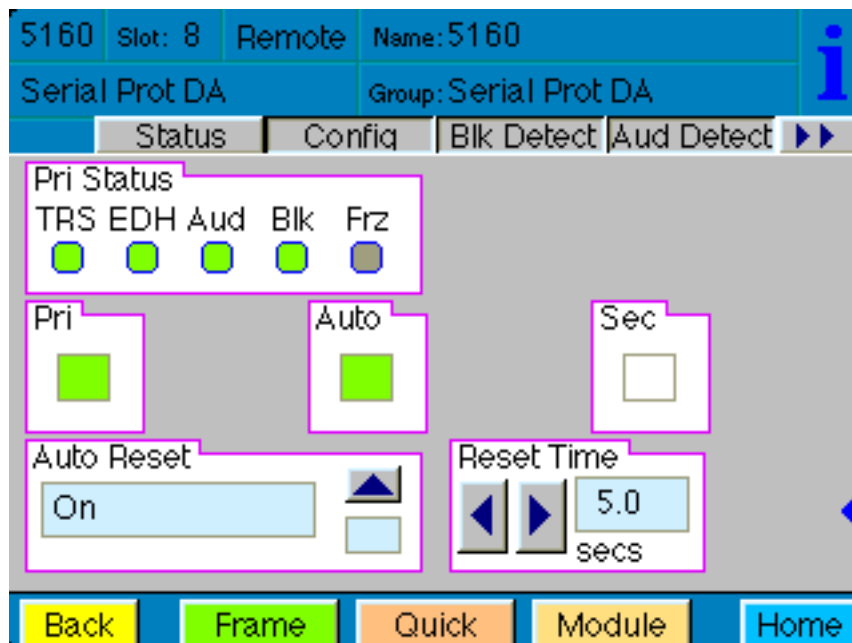 5160 Slot: 8 Remote Name: 5160
Serial Prot DA Group: Serial Prot DA
i
Status Config Blk Detect Aud Detect
Pri Status
TRS EDH Aud Blk Frz
Pri Auto Sec
Auto Reset Reset Time
On 5.0
secs
Back Frame Quick Module Home